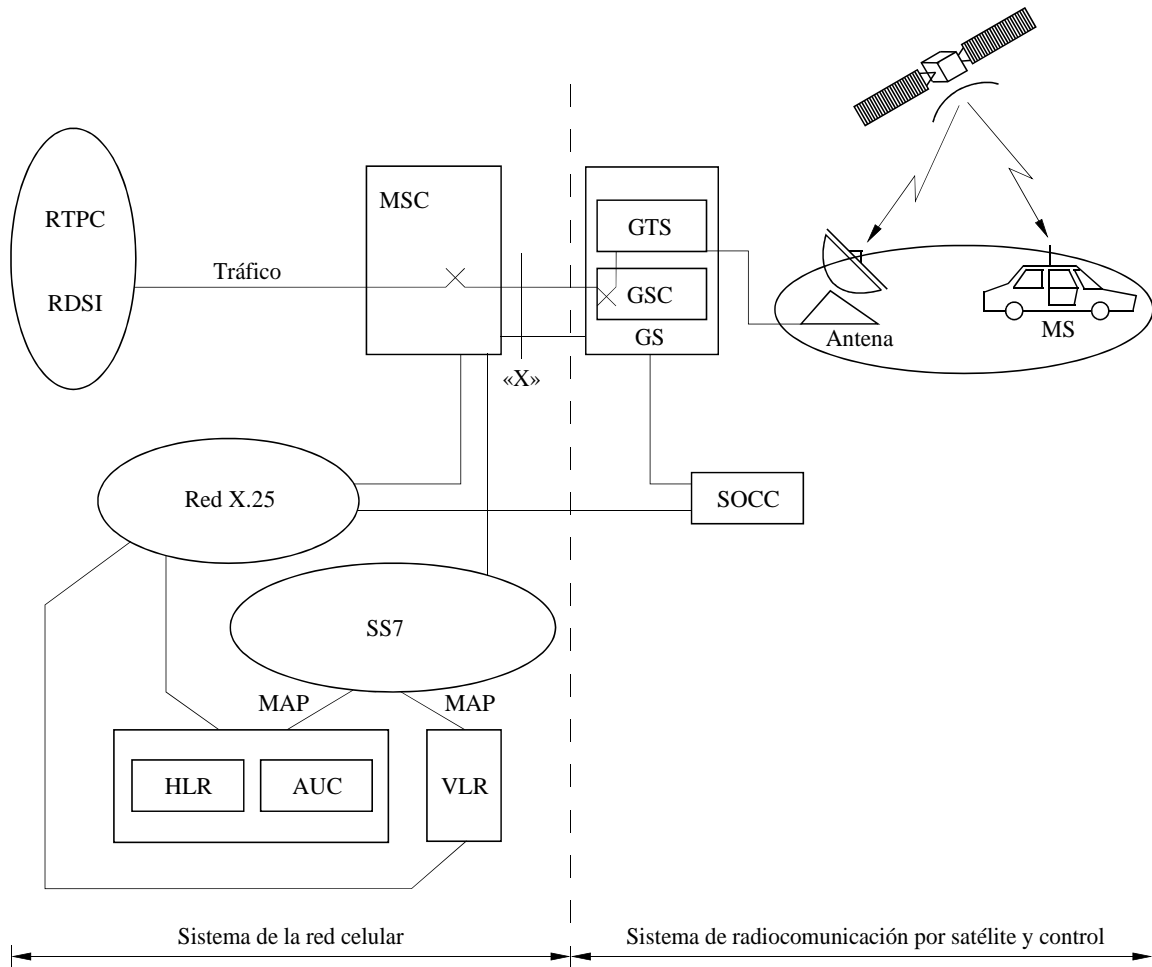 RTPC
RDSI
Tráfico
MSC
«X»
GTS
GSC
GS
Antena
MS
Red X.25
SOCC
SS7
MAP
MAP
HLR
AUC
VLR
Sistema de la red celular
Sistema de radiocomunicación por satélite y control